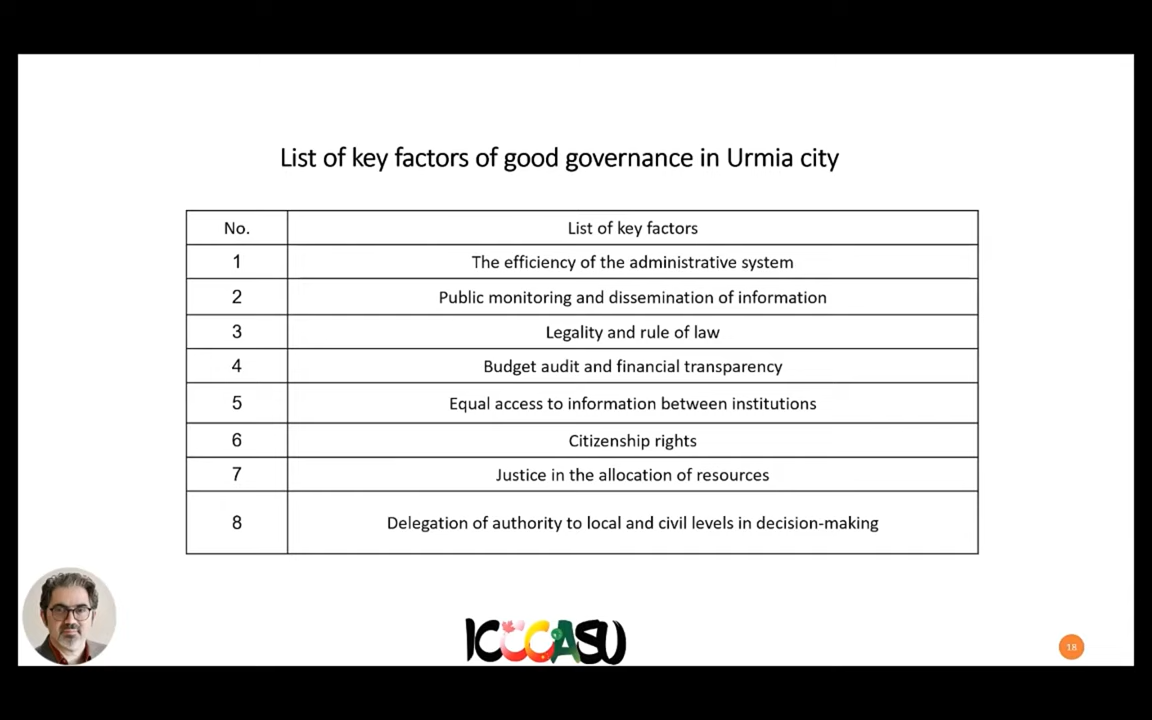 List of key factors of good governance in Urmia city
No. List of key factors
1 The efficiency of the administrative system
2 Public monitoring and dissemination of information
3 Legality and rule of law
4 Budget audit and financial transparency
5 Equal access to information between institutions
6 Citizenship rights
7 Justice in the allocation of resources
8 Delegation of authority to local and civil levels in decision-making
ICCCASU
18